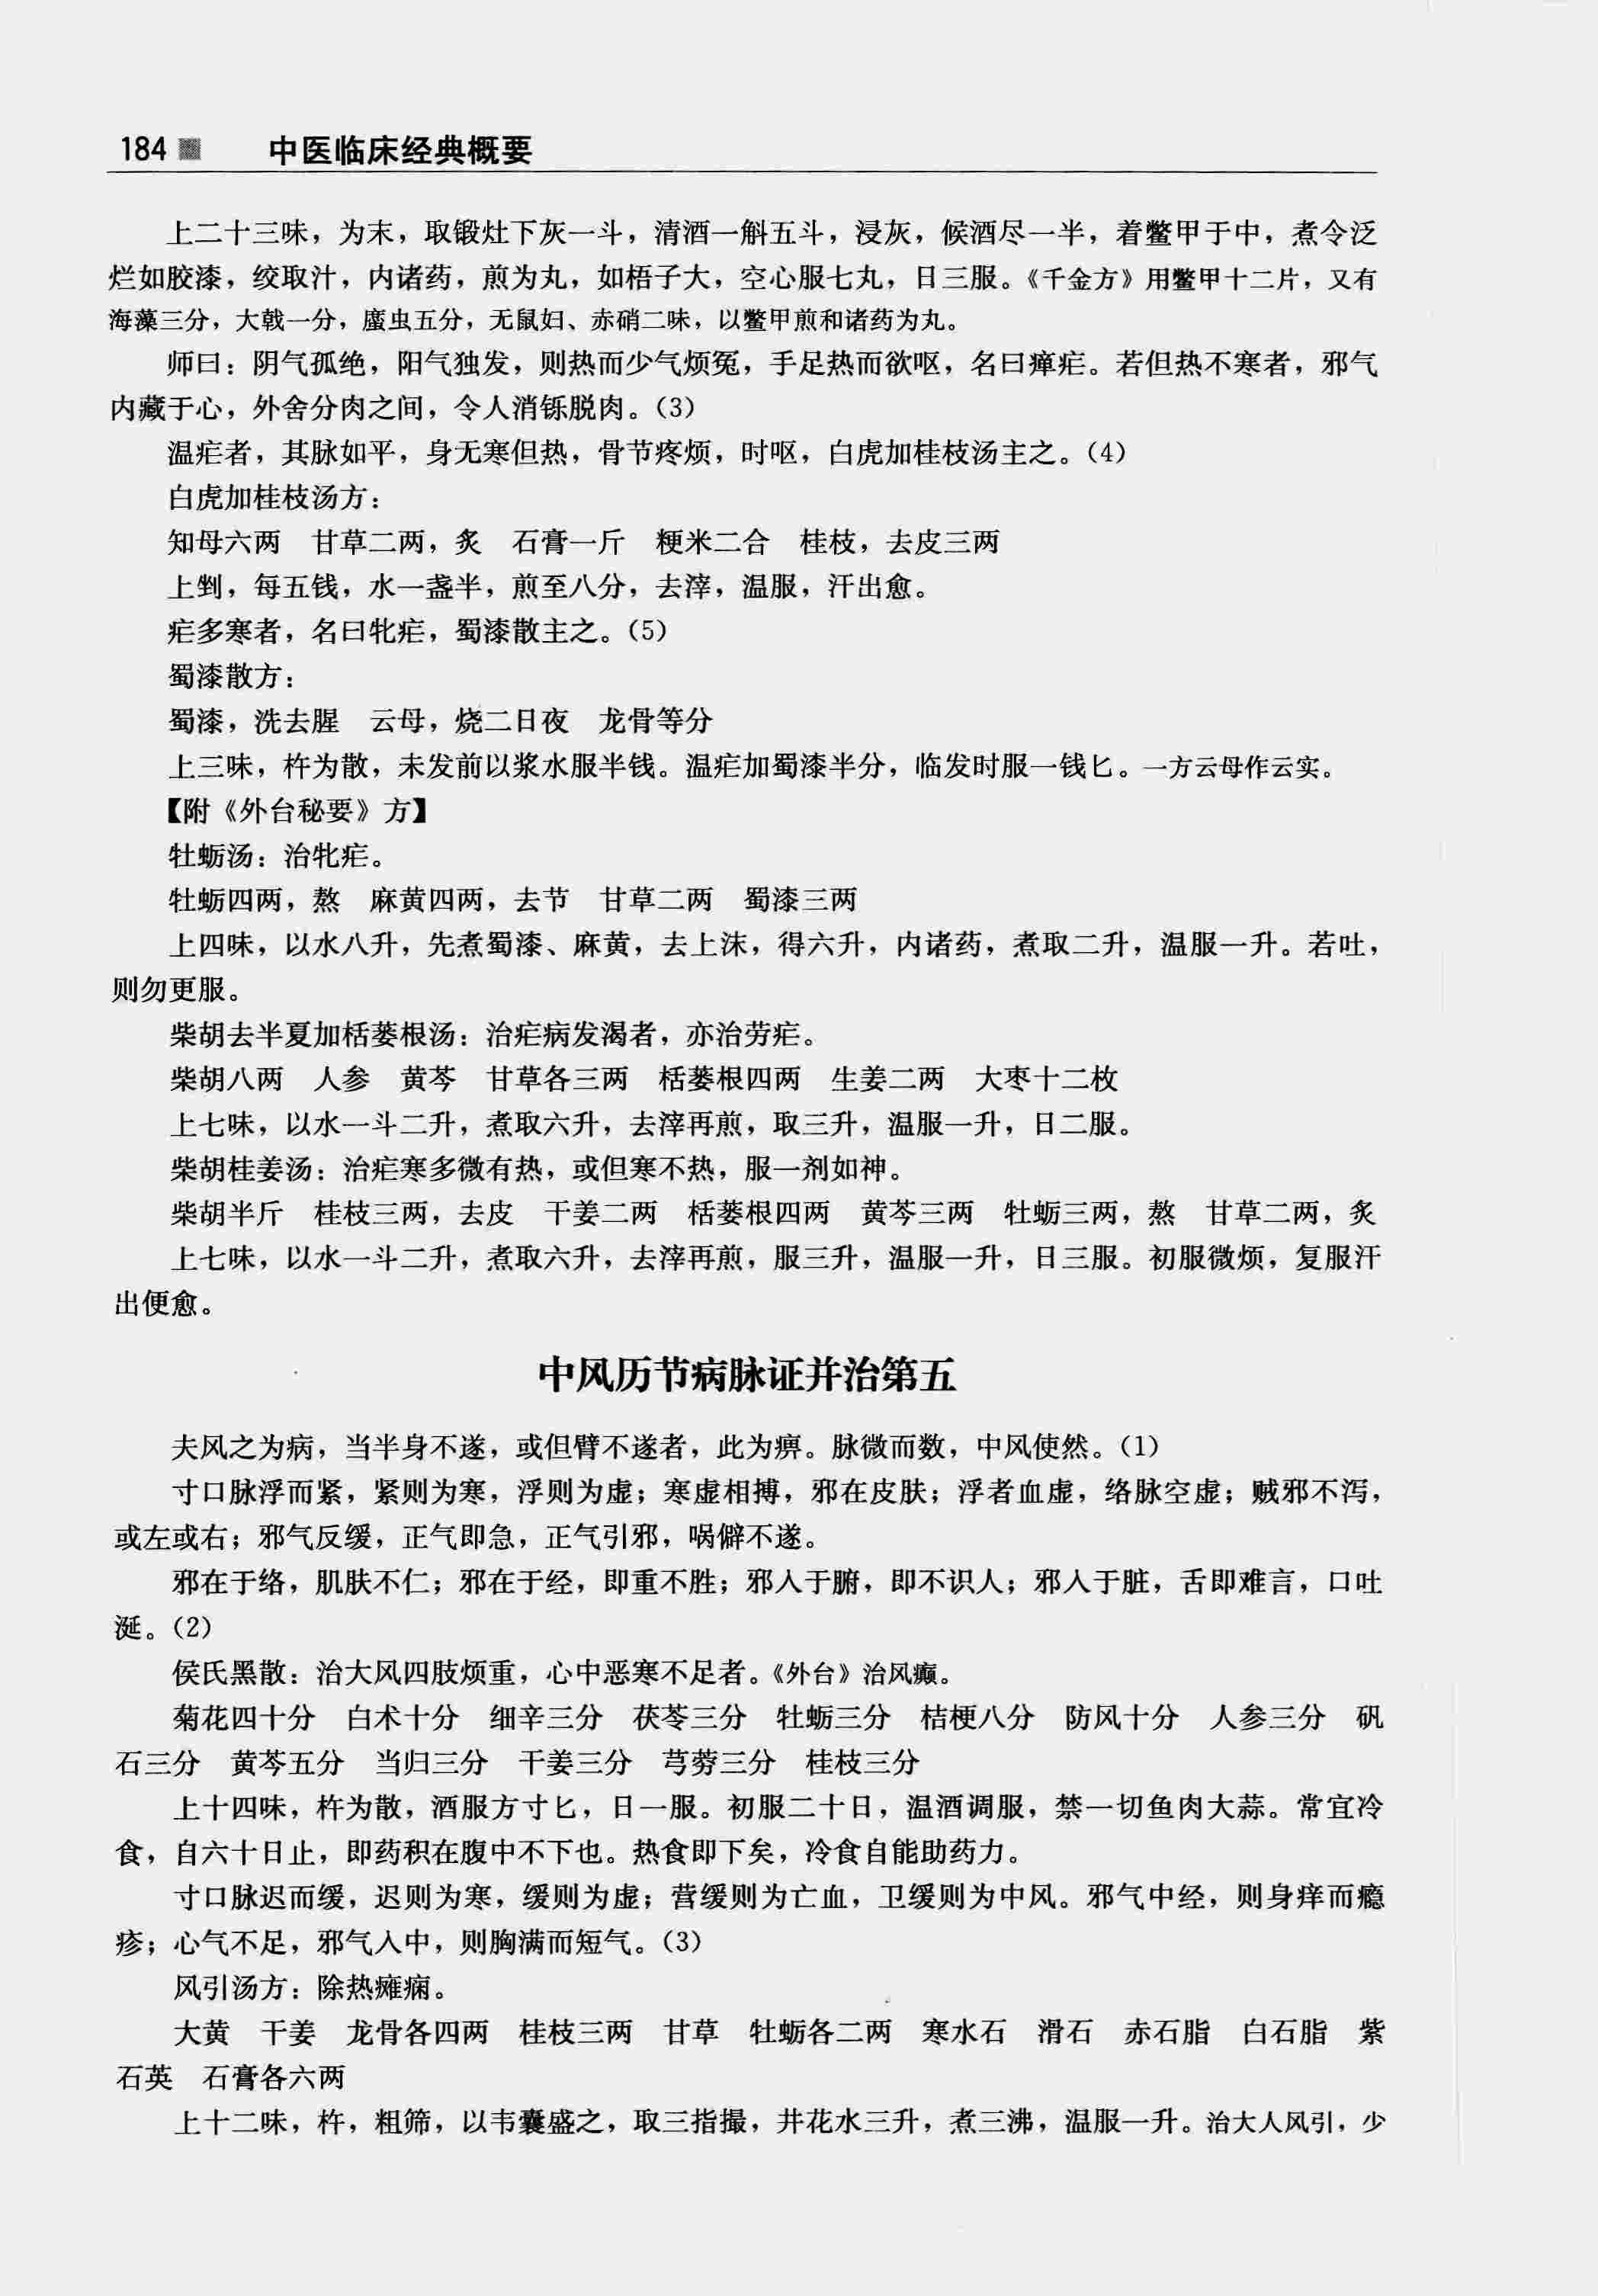 184 中医临床经典概要
上二十三味，为末，取锻灶下灰一斗，清酒一斛五斗，浸灰，候酒尽一半，着鳖甲于中，煮令泛
烂如胶漆，绞取汁，内诸药，煎为丸，如梧子大，空心服七丸，日三服。《千金方》用鳖甲十二片，又有
海藻三分，大戟一分，䗪虫五分，无鼠妇、赤硝二味，以鳖甲煎和诸药为丸。
师曰：阴气孤绝，阳气独发，则热而少气烦冤，手足热而欲呕，名曰瘅疟。若但热不寒者，邪气
内藏于心，外舍分肉之间，令人消铄脱肉。（3）
温疟者，其脉如平，身无寒但热，骨节疼烦，时呕，白虎加桂枝汤主之。（4）
白虎加桂枝汤方：
知母六两　甘草二两，炙　石膏一斤　粳米二合　桂枝，去皮三两
上剉，每五钱，水一盏半，煎至八分，去滓，温服，汗出愈。
疟多寒者，名曰牝疟，蜀漆散主之。（5）
蜀漆散方：
蜀漆，洗去腥　云母，烧二日夜　龙骨等分
上三味，杵为散，未发前以浆水服半钱。温疟加蜀漆半分，临发时服一钱匕。一方云母作云实。
【附《外台秘要》方】
牡蛎汤：治牝疟。
牡蛎四两，熬　麻黄四两，去节　甘草二两　蜀漆三两
上四味，以水八升，先煮蜀漆、麻黄，去上沫，得六升，内诸药，煮取二升，温服一升。若吐，
则勿更服。
柴胡去半夏加栝蒌根汤：治疟病发渴者，亦治劳疟。
柴胡八两　人参　黄芩　甘草各三两　栝蒌根四两　生姜二两　大枣十二枚
上七味，以水一斗二升，煮取六升，去滓再煎，取三升，温服一升，日二服。
柴胡桂姜汤：治疟寒多微有热，或但寒不热，服一剂如神。
柴胡半斤　桂枝三两，去皮　干姜二两　栝蒌根四两　黄芩三两　牡蛎三两，熬　甘草二两，炙
上七味，以水一斗二升，煮取六升，去滓再煎，服三升，温服一升，日三服。初服微烦，复服汗
出便愈。
中风历节病脉证并治第五
夫风之为病，当半身不遂，或但臂不遂者，此为痹。脉微而数，中风使然。（1）
寸口脉浮而紧，紧则为寒，浮则为虚；寒虚相搏，邪在皮肤；浮者血虚，络脉空虚；贼邪不泻，
或左或右；邪气反缓，正气即急，正气引邪，㖞僻不遂。
邪在于络，肌肤不仁；邪在于经，即重不胜；邪入于腑，即不识人；邪入于脏，舌即难言，口吐
涎。（2）
侯氏黑散：治大风四肢烦重，心中恶寒不足者。《外台》治风癫。
菊花四十分　白术十分　细辛三分　茯苓三分　牡蛎三分　桔梗八分　防风十分　人参三分　矾
石三分　黄芩五分　当归三分　干姜三分　芎䓖三分　桂枝三分
上十四味，杵为散，酒服方寸匕，日一服。初服二十日，温酒调服，禁一切鱼肉大蒜。常宜冷
食，自六十日止，即药积在腹中不下也。热食即下矣，冷食自能助药力。
寸口脉迟而缓，迟则为寒，缓则为虚；营缓则为亡血，卫缓则为中风。邪气中经，则身痒而瘾
疹；心气不足，邪气入中，则胸满而短气。（3）
风引汤方：除热瘫痫。
大黄　干姜　龙骨各四两　桂枝三两　甘草　牡蛎各二两　寒水石　滑石　赤石脂　白石脂　紫
石英　石膏各六两
上十二味，杵，粗筛，以韦囊盛之，取三指撮，井花水三升，煮三沸，温服一升。治大人风引，少